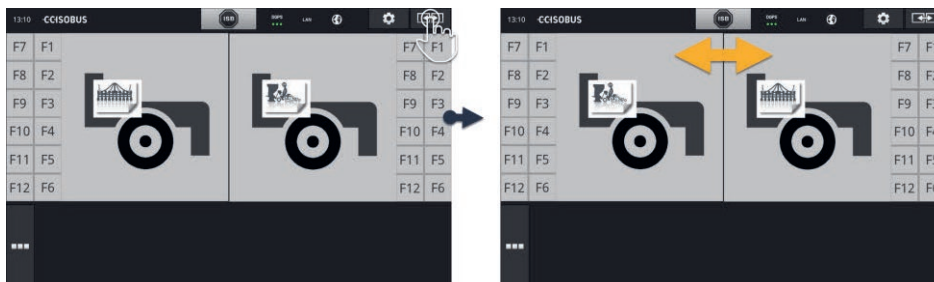 13:10 ·CCISOBUS ISB DGPS LAN
F7 F1 F7 F1
F8 F2 F8 F2
F9 F3 F9 F3
F10 F4 F10 F4
F11 F5 F11 F5
F12 F6 F12 F6
13:10 ·CCISOBUS ISB DGPS LAN
F7 F1 F7
F8 F2 F8
F9 F3 F9
F10 F4 F10
F11 F5 F11
F12 F6 F12